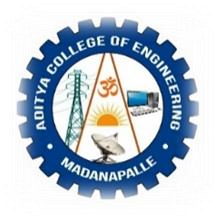 ADITYA COLLEGE OF ENGINEERING
ॐ
· MADANAPALLE ·